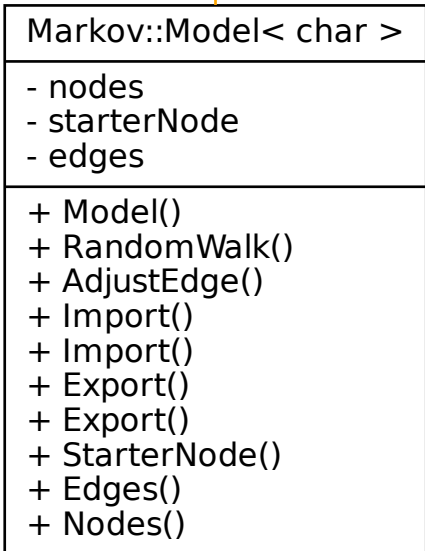 Markov::Model< char >
- nodes
- starterNode
- edges
+ Model()
+ RandomWalk()
+ AdjustEdge()
+ Import()
+ Import()
+ Export()
+ Export()
+ StarterNode()
+ Edges()
+ Nodes()